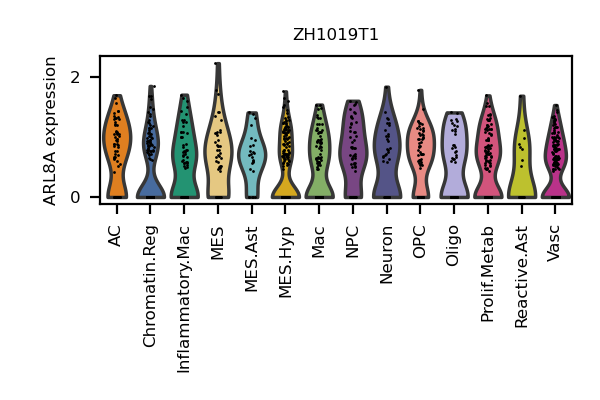 ZH1019T1
ARL8A expression
2
0
AC
Chromatin.Reg
Inflammatory.Mac
MES
MES.Ast
MES.Hyp
Mac
NPC
Neuron
OPC
Oligo
Prolif.Metab
Reactive.Ast
Vasc